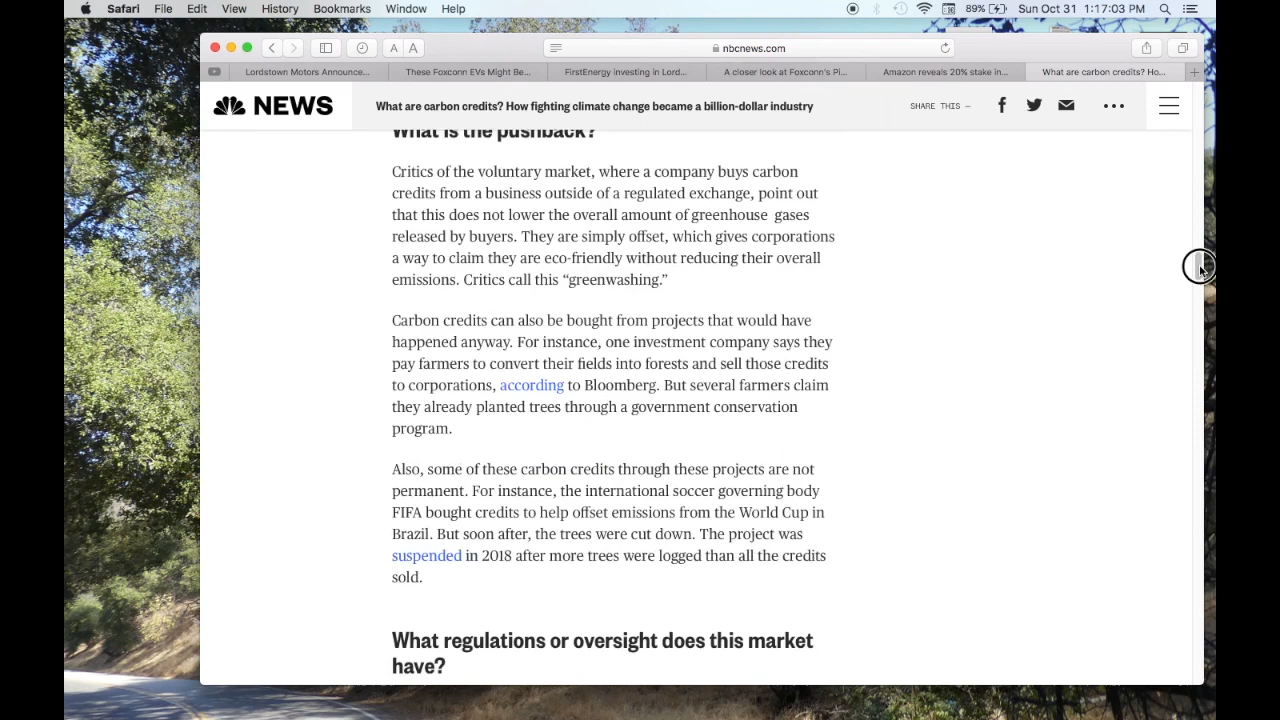 Safari File Edit View History Bookmarks Window Help 89% Sun Oct 31 1:17:03 PM
A A nbcnews.com
Lordstown Motors Announce... These Foxconn EVs Might Be... FirstEnergy investing in Lord... A closer look at Foxconn's Pi... Amazon reveals 20% stake in... What are carbon credits? Ho... +
NEWS What are carbon credits? How fighting climate change became a billion-dollar industry SHARE THIS —
What is the pushback?
Critics of the voluntary market, where a company buys carbon
credits from a business outside of a regulated exchange, point out
that this does not lower the overall amount of greenhouse gases
released by buyers. They are simply offset, which gives corporations
a way to claim they are eco-friendly without reducing their overall
emissions. Critics call this “greenwashing.”
Carbon credits can also be bought from projects that would have
happened anyway. For instance, one investment company says they
pay farmers to convert their fields into forests and sell those credits
to corporations, according to Bloomberg. But several farmers claim
they already planted trees through a government conservation
program.
Also, some of these carbon credits through these projects are not
permanent. For instance, the international soccer governing body
FIFA bought credits to help offset emissions from the World Cup in
Brazil. But soon after, the trees were cut down. The project was
suspended in 2018 after more trees were logged than all the credits
sold.
What regulations or oversight does this market
have?